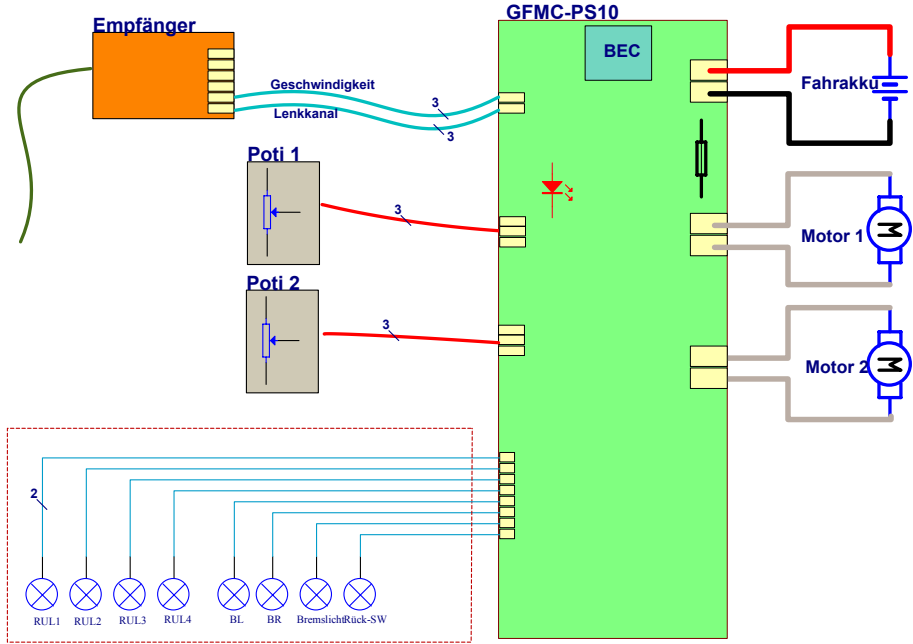 GFMC-PS10
Empfänger
BEC
Geschwindigkeit
Fahrakku
3
Lenkkanal
3
Poti 1
3
Motor 1
M
Poti 2
3
Motor 2
M
2
RUL1
RUL2
RUL3
RUL4
BL
BR
Bremslicht
Rück-SW